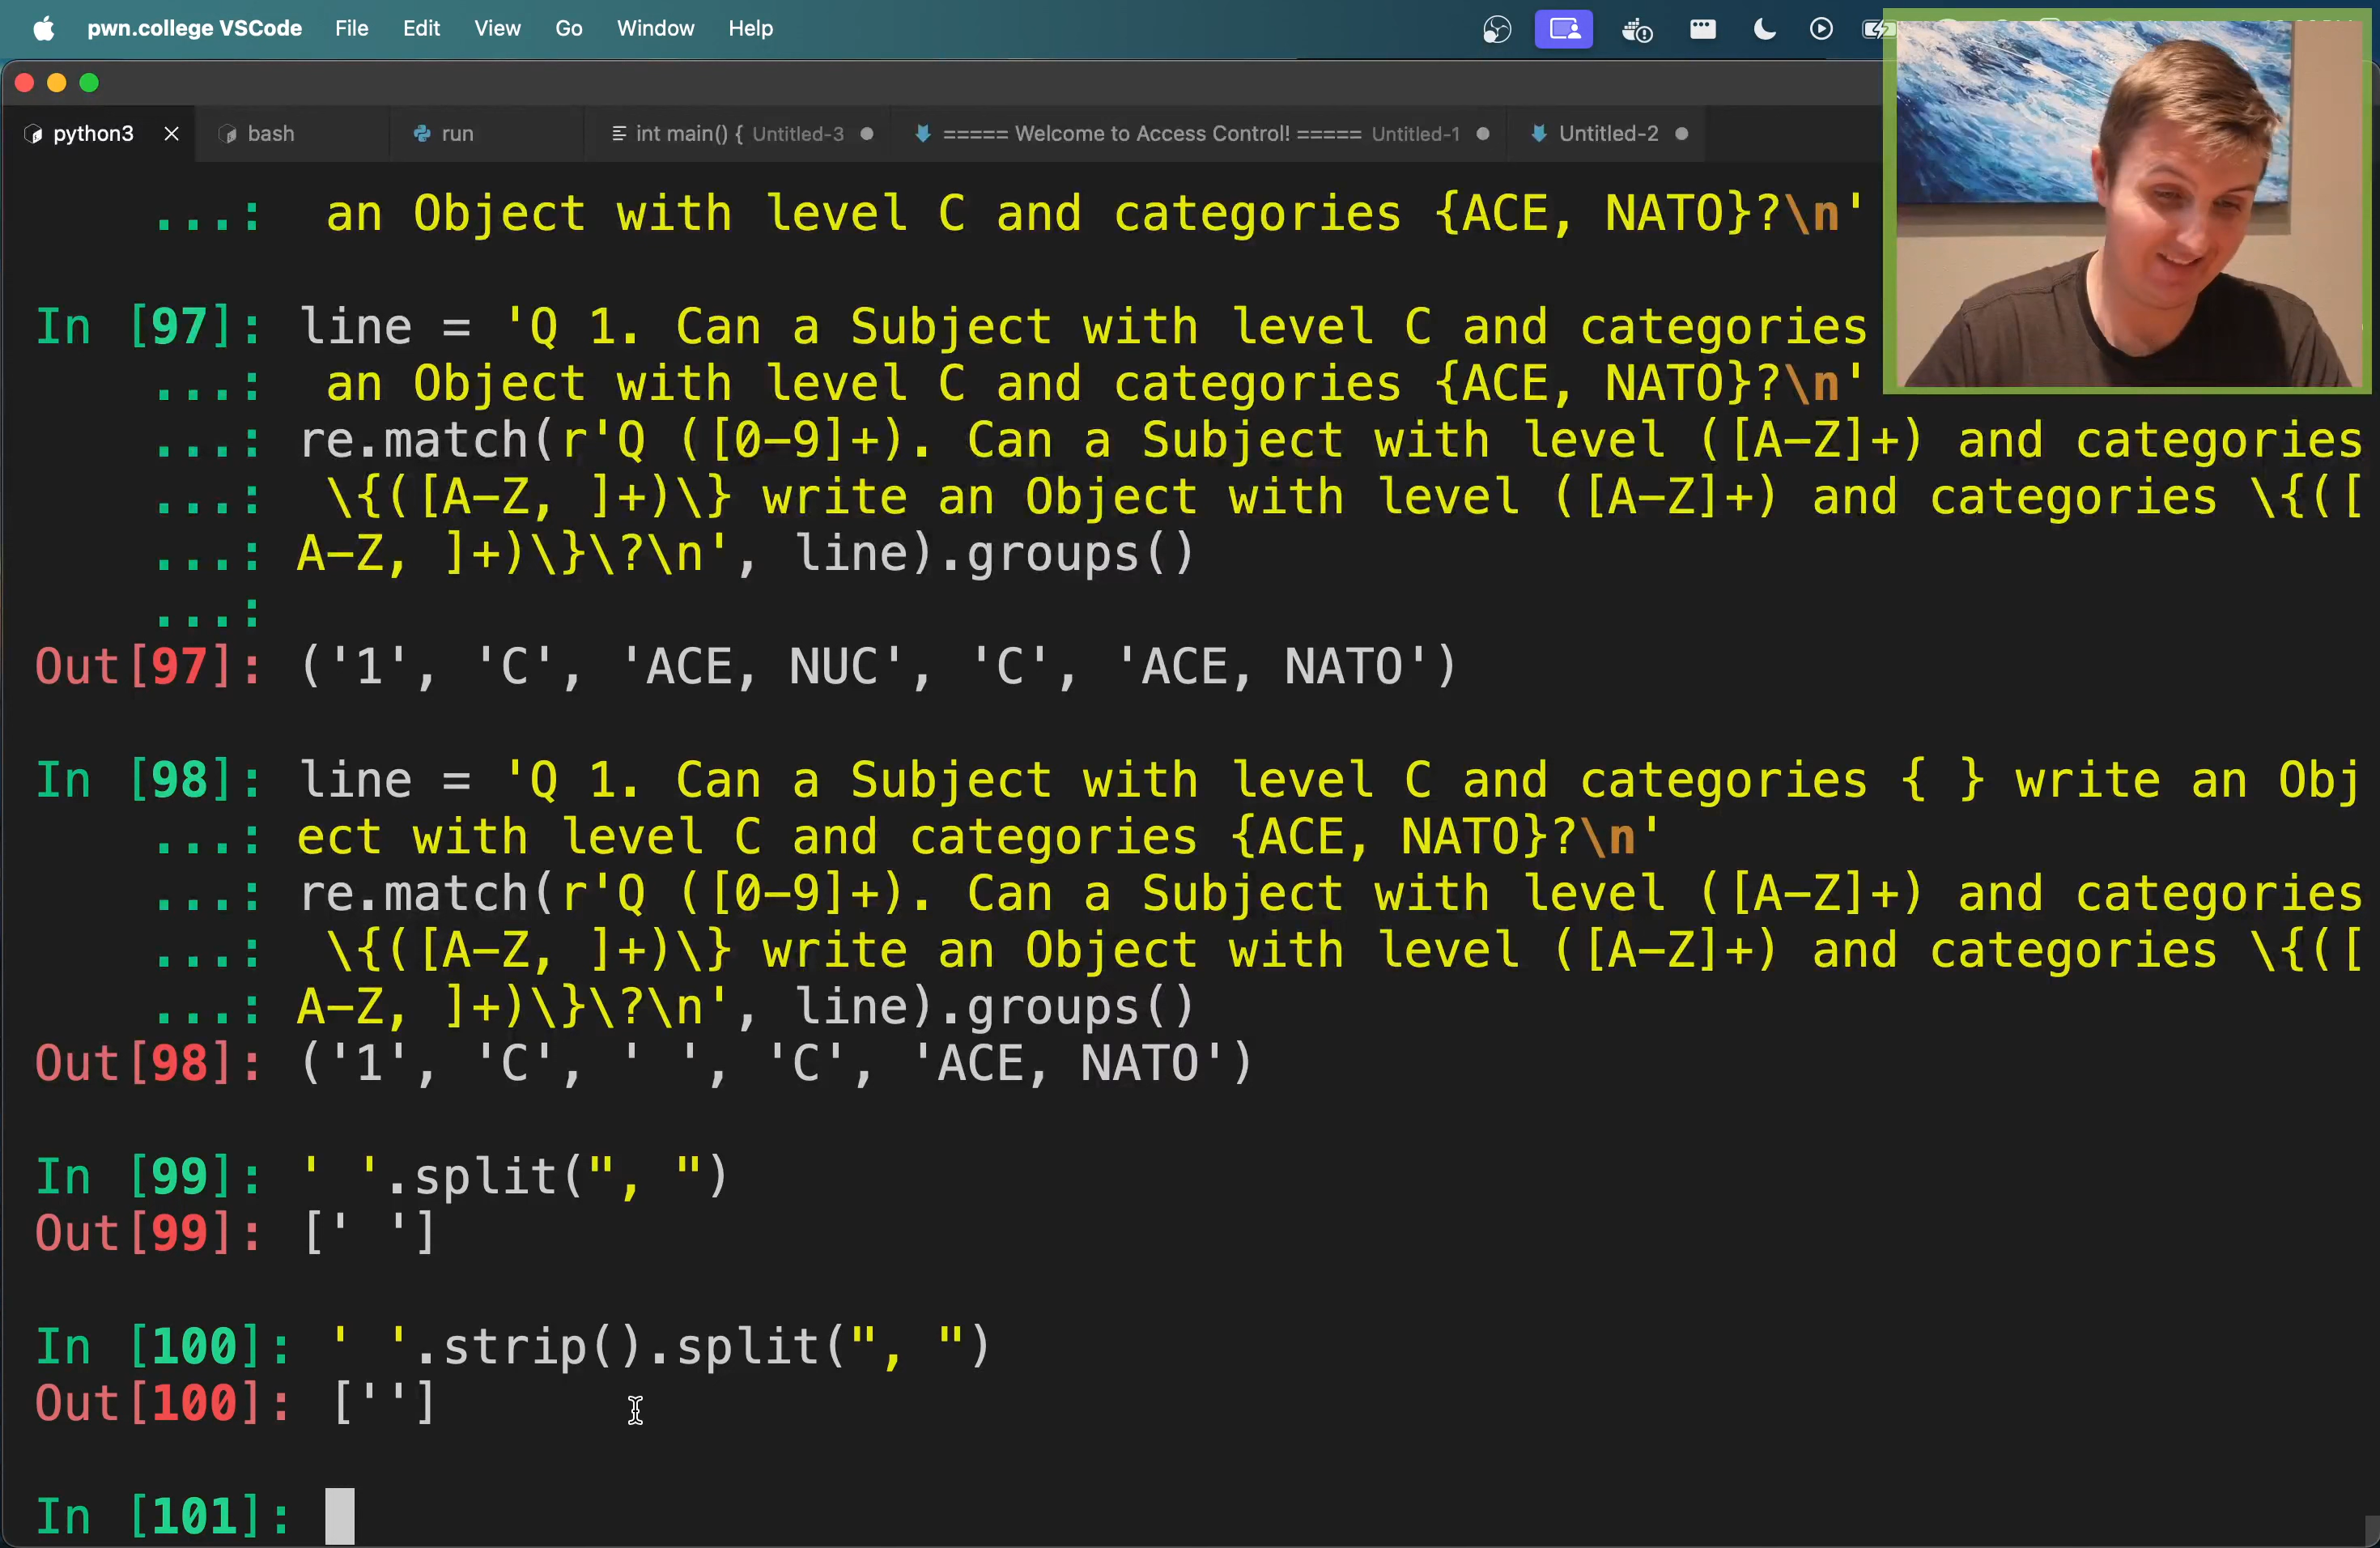 pwn.college VSCode File Edit View Go Window Help
python3 bash run int main() { Untitled-3 ===== Welcome to Access Control! ===== Untitled-1 Untitled-2
...: an Object with level C and categories {ACE, NATO}?\n'
In [97]: line = 'Q 1. Can a Subject with level C and categories
...: an Object with level C and categories {ACE, NATO}?\n'
...: re.match(r'Q ([0-9]+). Can a Subject with level ([A-Z]+) and categories
...: \{([A-Z, ]+)\} write an Object with level ([A-Z]+) and categories \{([
...: A-Z, ]+)\}\?\n', line).groups()
...:
Out[97]: ('1', 'C', 'ACE, NUC', 'C', 'ACE, NATO')
In [98]: line = 'Q 1. Can a Subject with level C and categories { } write an Obj
...: ect with level C and categories {ACE, NATO}?\n'
...: re.match(r'Q ([0-9]+). Can a Subject with level ([A-Z]+) and categories
...: \{([A-Z, ]+)\} write an Object with level ([A-Z]+) and categories \{([
...: A-Z, ]+)\}\?\n', line).groups()
Out[98]: ('1', 'C', ' ', 'C', 'ACE, NATO')
In [99]: ' '.split(", ")
Out[99]: [' ']
In [100]: ' '.strip().split(", ")
Out[100]: ['']
In [101]: